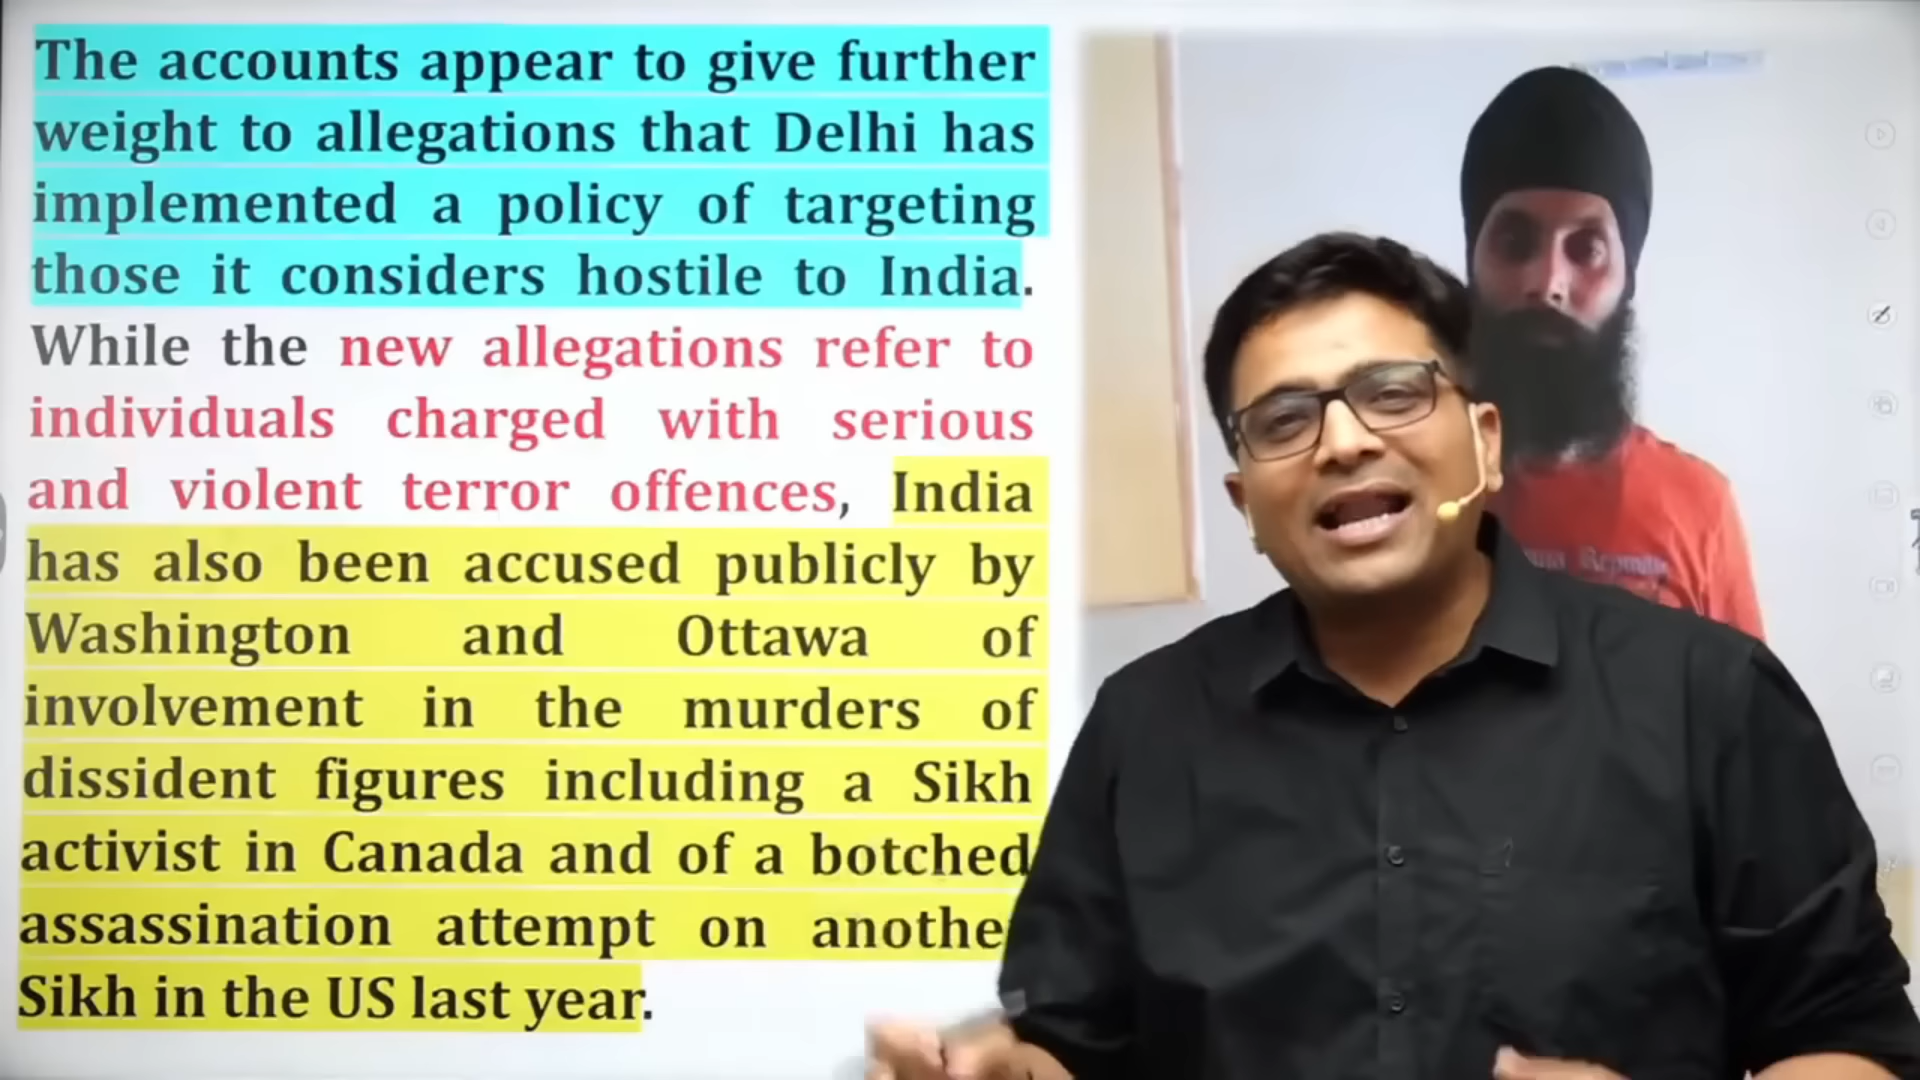 The accounts appear to give further
weight to allegations that Delhi has
implemented a policy of targeting
those it considers hostile to India.
While the new allegations refer to
individuals charged with serious
and violent terror offences, India
has also been accused publicly by
Washington and Ottawa of
involvement in the murders of
dissident figures including a Sikh
activist in Canada and of a botched
assassination attempt on anothe
Sikh in the US last year.